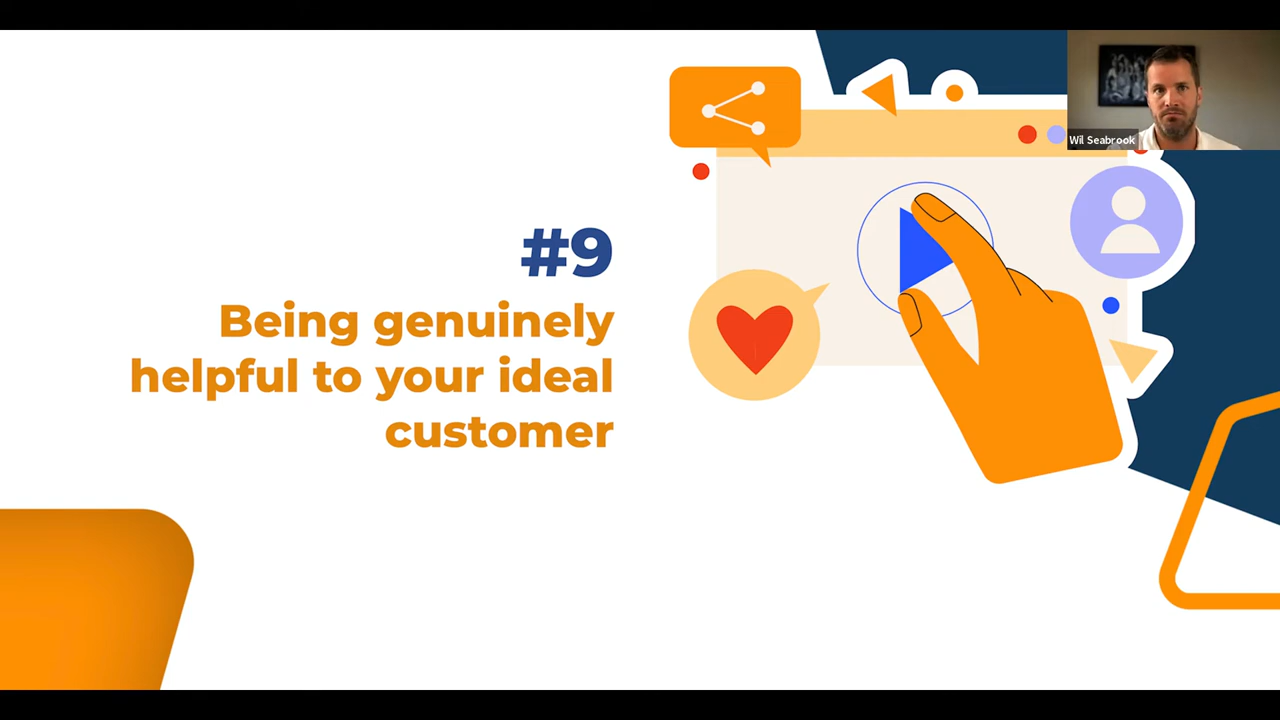 #9
Being genuinely
helpful to your ideal
customer
Wil Seabrook